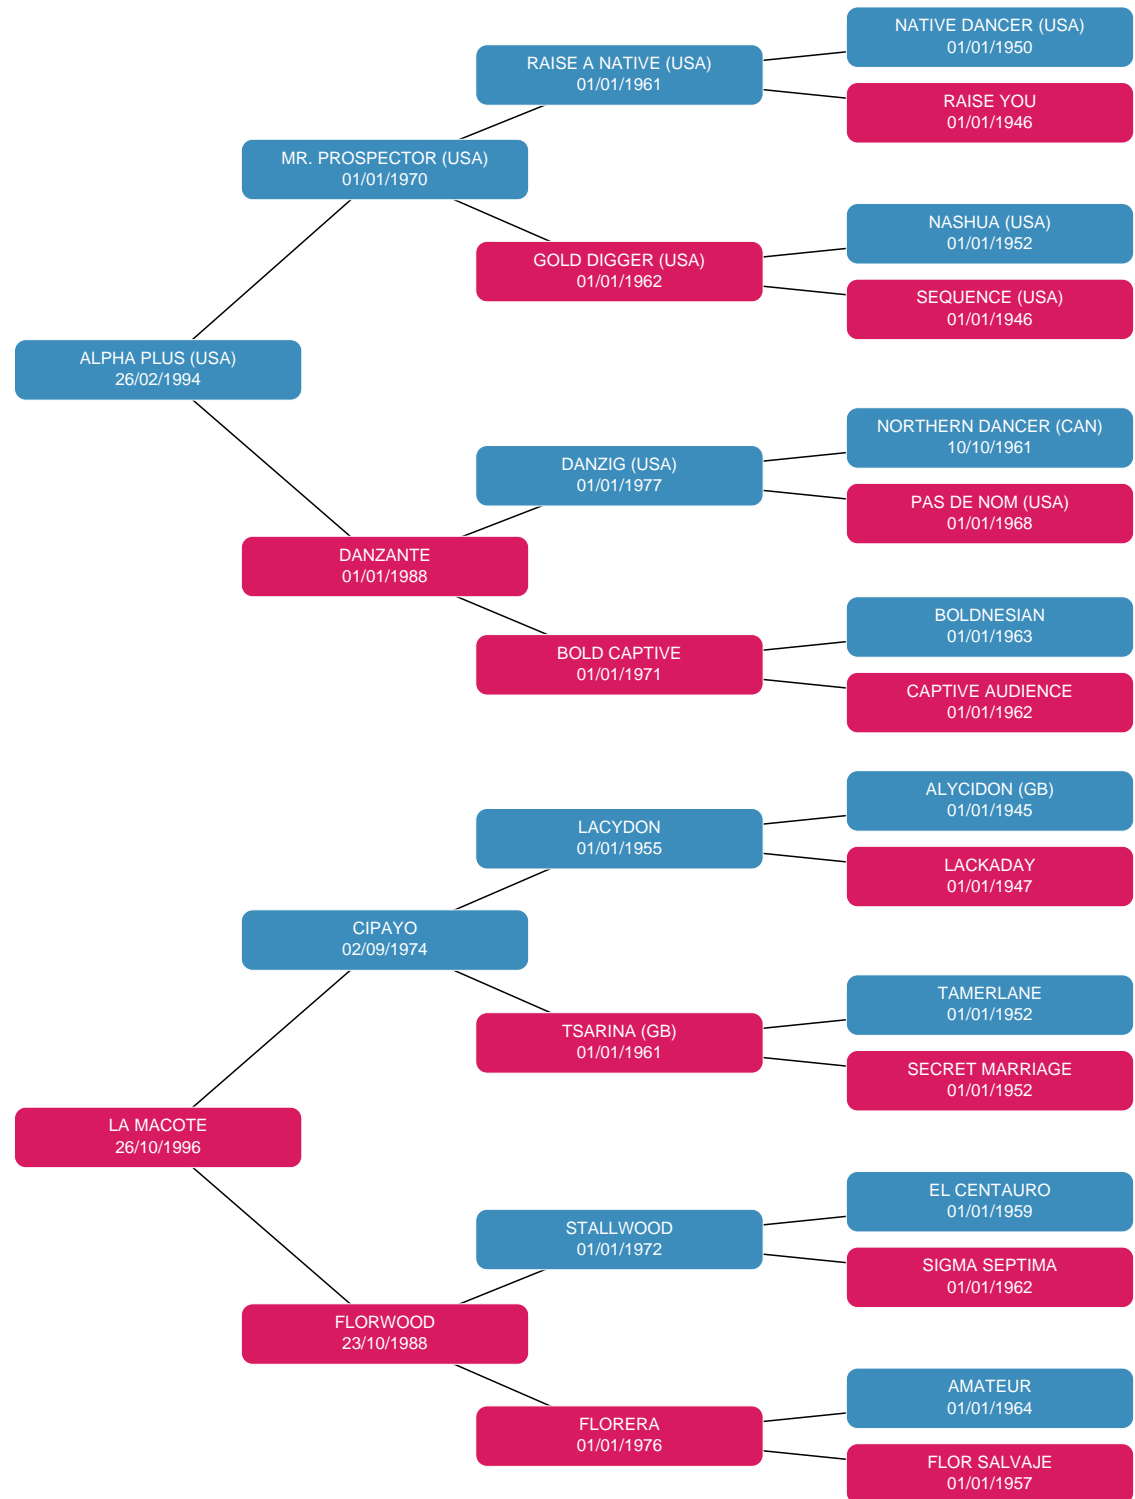 NATIVE DANCER (USA)
01/01/1950
RAISE A NATIVE (USA)
01/01/1961
RAISE YOU
01/01/1946
MR. PROSPECTOR (USA)
01/01/1970
NASHUA (USA)
01/01/1952
GOLD DIGGER (USA)
01/01/1962
SEQUENCE (USA)
01/01/1946
ALPHA PLUS (USA)
26/02/1994
NORTHERN DANCER (CAN)
10/10/1961
DANZIG (USA)
01/01/1977
PAS DE NOM (USA)
01/01/1968
DANZANTE
01/01/1988
BOLDNESIAN
01/01/1963
BOLD CAPTIVE
01/01/1971
CAPTIVE AUDIENCE
01/01/1962
ALYCIDON (GB)
01/01/1945
LACYDON
01/01/1955
LACKADAY
01/01/1947
CIPAYO
02/09/1974
TAMERLANE
01/01/1952
TSARINA (GB)
01/01/1961
SECRET MARRIAGE
01/01/1952
LA MACOTE
26/10/1996
EL CENTAURO
01/01/1959
STALLWOOD
01/01/1972
SIGMA SEPTIMA
01/01/1962
FLORWOOD
23/10/1988
AMATEUR
01/01/1964
FLORERA
01/01/1976
FLOR SALVAJE
01/01/1957